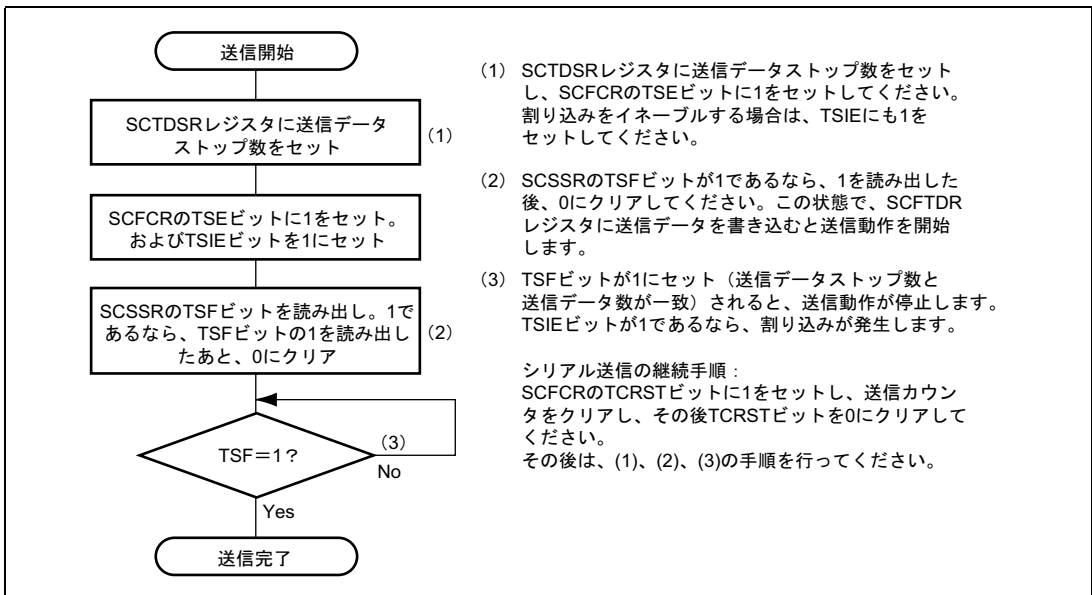 送信開始
SCTDSRレジスタに送信データ
ストップ数をセット
(1)
SCFCRのTSEビットに1をセット。
およびTSIEビットを1にセット
SCSSRのTSFビットを読み出し。1で
あるなら、TSFビットの1を読み出し
たあと、0にクリア
(2)
TSF＝1?
(3)
No
Yes
送信完了
(1) SCTDSRレジスタに送信データストップ数をセット
し、SCFCRのTSEビットに1をセットしてください。
割り込みをイネーブルする場合は、TSIEにも1を
セットしてください。
(2) SCSSRのTSFビットが1であるなら、1を読み出した
後、0にクリアしてください。この状態で、SCFTDR
レジスタに送信データを書き込むと送信動作を開始
します。
(3) TSFビットが1にセット（送信データストップ数と
送信データ数が一致）されると、送信動作が停止します。
TSIEビットが1であるなら、割り込みが発生します。
シリアル送信の継続手順：
SCFCRのTCRSTビットに1をセットし、送信カウン
タをクリアし、その後TCRSTビットを0にクリアして
ください。
その後は、(1)、(2)、(3)の手順を行ってください。